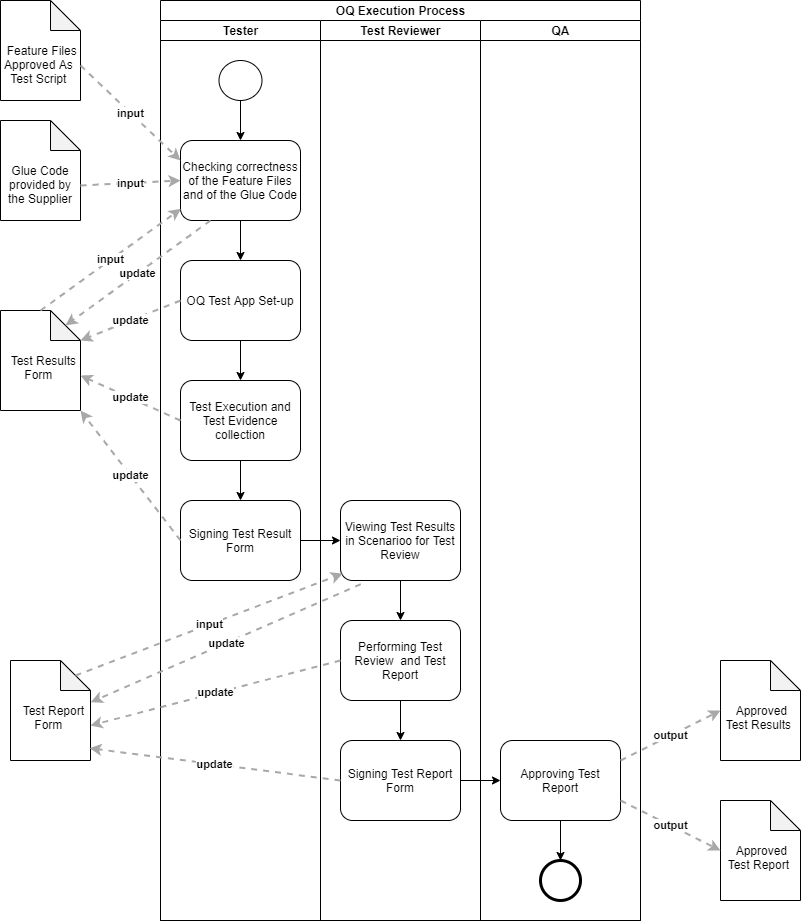 OQ Execution Process
Tester
Test Reviewer
QA
Feature Files
Approved As
Test Script
input
Glue Code
provided by
the Supplier
input
Checking correctness
of the Feature Files
and of the Glue Code
input
update
OQ Test App Set-up
update
Test Results
Form
Test Execution and
Test Evidence
collection
update
update
Signing Test Result
Form
Viewing Test Results
in Scenarioo for Test
Review
input
update
Performing Test
Review and Test
Report
Test Report
Form
update
update
Signing Test Report
Form
Approving Test
Report
output
Approved
Test Results
output
Approved
Test Report